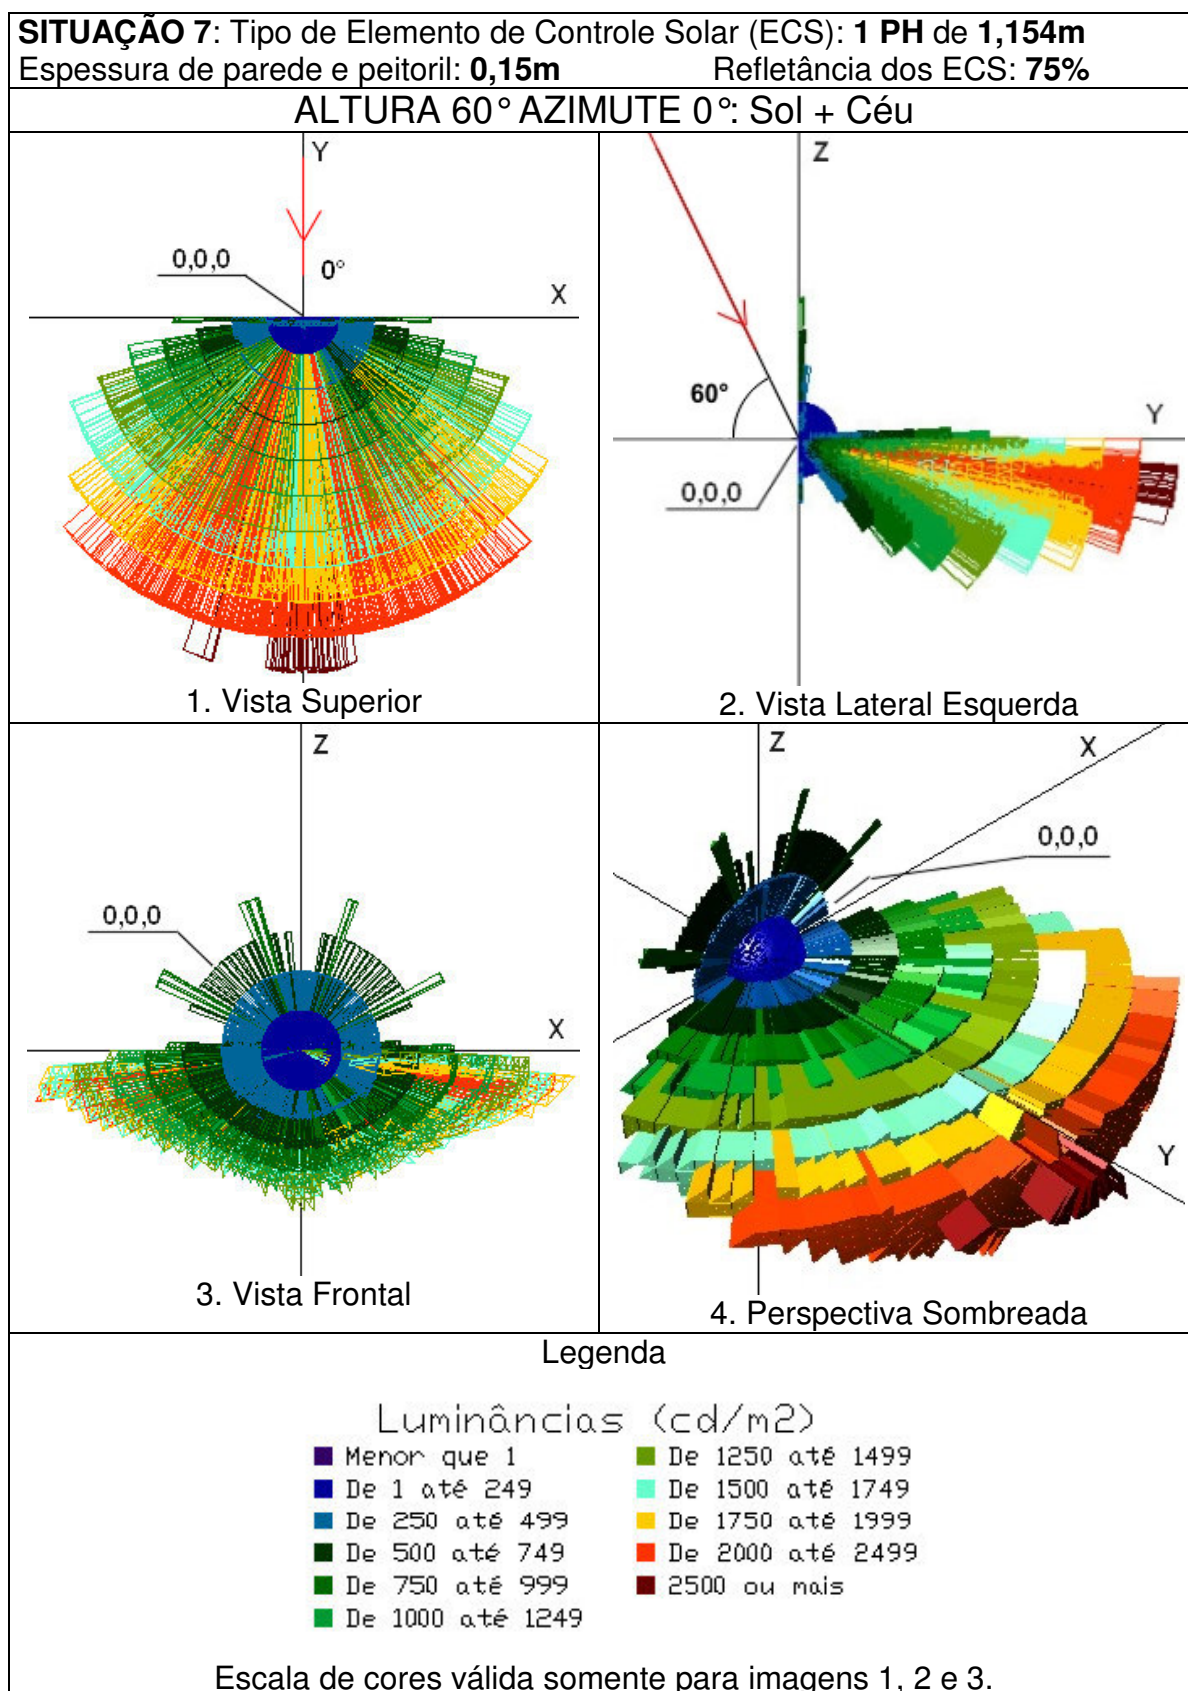 SITUAÇÃO 7: Tipo de Elemento de Controle Solar (ECS): 1 PH de 1,154m
Espessura de parede e peitoril: 0,15m Refletância dos ECS: 75%
ALTURA 60° AZIMUTE 0°: Sol + Céu
Y
0,0,0
0°
X
1. Vista Superior
Z
60°
Y
0,0,0
2. Vista Lateral Esquerda
Z
0,0,0
X
3. Vista Frontal
Z
X
0,0,0
Y
4. Perspectiva Sombreada
Legenda
Luminâncias (cd/m2)
Menor que 1
De 1 até 249
De 250 até 499
De 500 até 749
De 750 até 999
De 1000 até 1249
De 1250 até 1499
De 1500 até 1749
De 1750 até 1999
De 2000 até 2499
2500 ou mais
Escala de cores válida somente para imagens 1, 2 e 3.